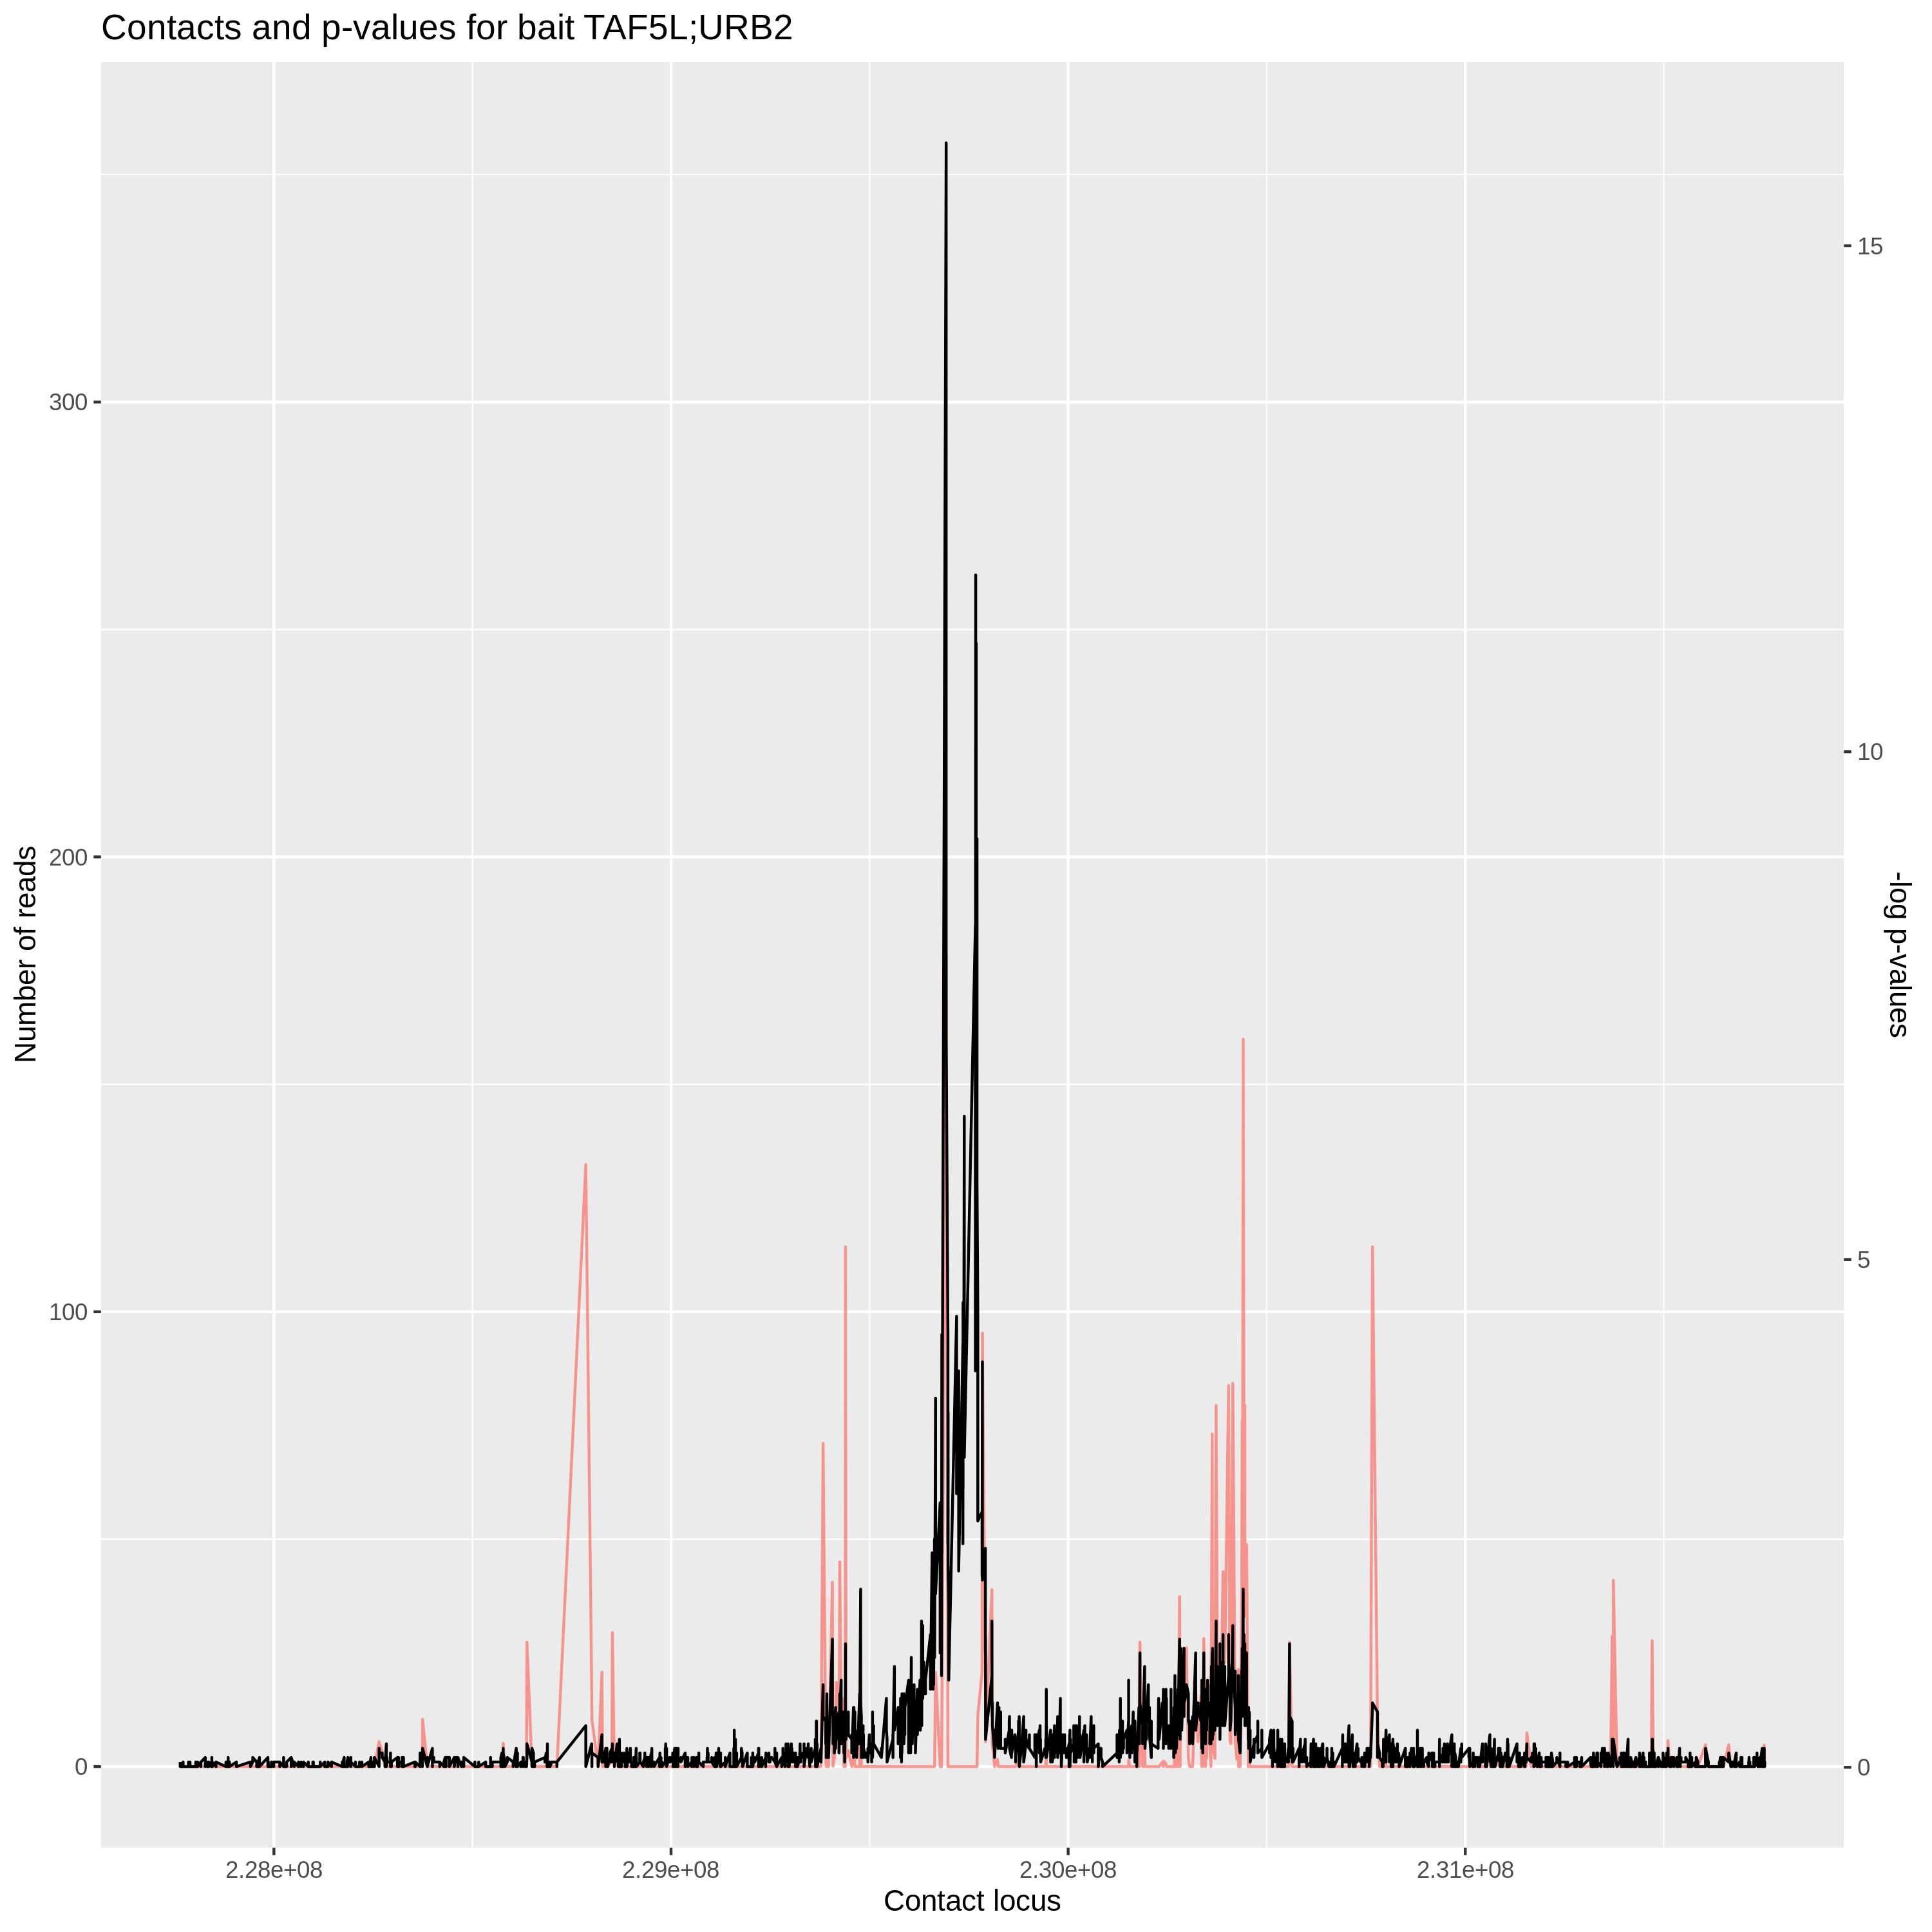 Contacts and p-values for bait TAF5L;URB2
Number of reads
300
200
100
0
15
10
5
0
-log p-values
2.28e+08
2.29e+08
2.30e+08
2.31e+08
Contact locus